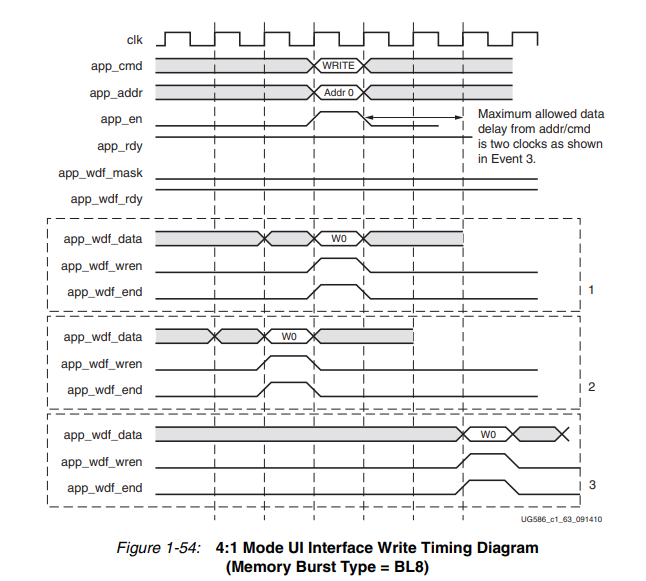 clk
app_cmd
WRITE
app_addr
Addr 0
app_en
Maximum allowed data
delay from addr/cmd
is two clocks as shown
in Event 3.
app_rdy
app_wdf_mask
app_wdf_rdy
app_wdf_data
W0
app_wdf_wren
app_wdf_end
1
app_wdf_data
W0
app_wdf_wren
app_wdf_end
2
app_wdf_data
W0
app_wdf_wren
app_wdf_end
3
UG586_c1_63_091410
Figure 1-54: 4:1 Mode UI Interface Write Timing Diagram
(Memory Burst Type = BL8)